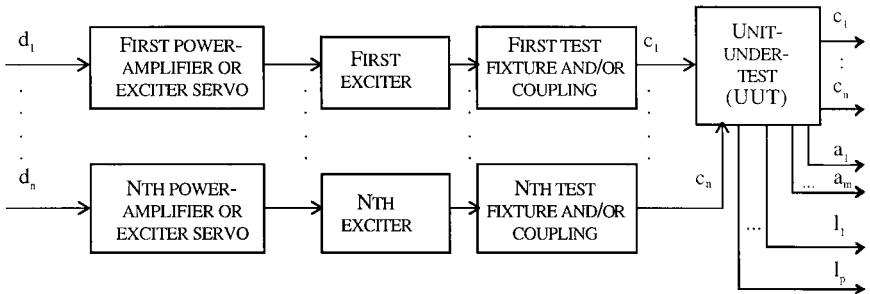 d₁
FIRST POWER-
AMPLIFIER OR
EXCITER SERVO
FIRST
EXCITER
FIRST TEST
FIXTURE AND/OR
COUPLING
c₁
UNIT-
UNDER-
TEST
(UUT)
c₁
:
cₙ
a₁
... aₘ
dₙ
NTH POWER-
AMPLIFIER OR
EXCITER SERVO
NTH
EXCITER
NTH TEST
FIXTURE AND/OR
COUPLING
cₙ
...
l₁
lₚ